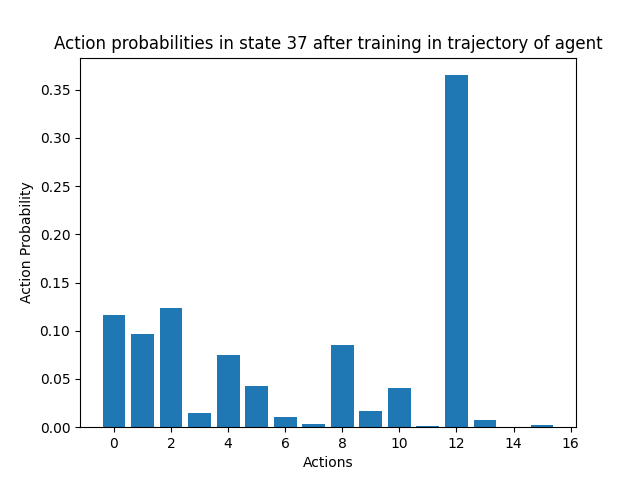 Action probabilities in state 37 after training in trajectory of agent
0.35
0.30
0.25
0.20
0.15
0.10
0.05
0.00
Action Probability
0 2 4 6 8 10 12 14 16
Actions